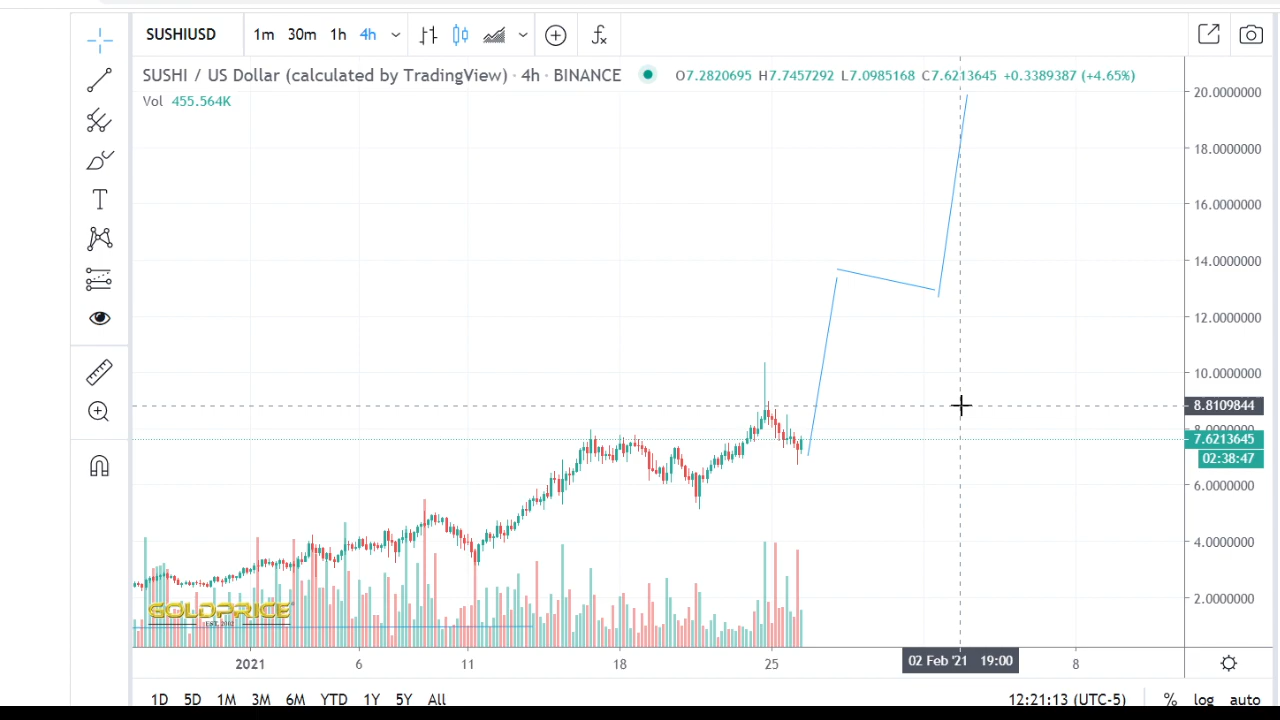 SUSHIUSD 1m 30m 1h 4h
SUSHI / US Dollar (calculated by TradingView) · 4h · BINANCE O7.2820695 H7.7457292 L7.0985168 C7.6213645 +0.3389387 (+4.65%)
Vol 455.564K
20.0000000
18.0000000
16.0000000
14.0000000
12.0000000
10.0000000
8.8109844
8.0000000
7.6213645
02:38:47
6.0000000
4.0000000
2.0000000
GOLDPRICE
EST. 2002
2021 6 11 18 25 02 Feb '21 19:00 8
1D 5D 1M 3M 6M YTD 1Y 5Y All 12:21:13 (UTC-5) % log auto